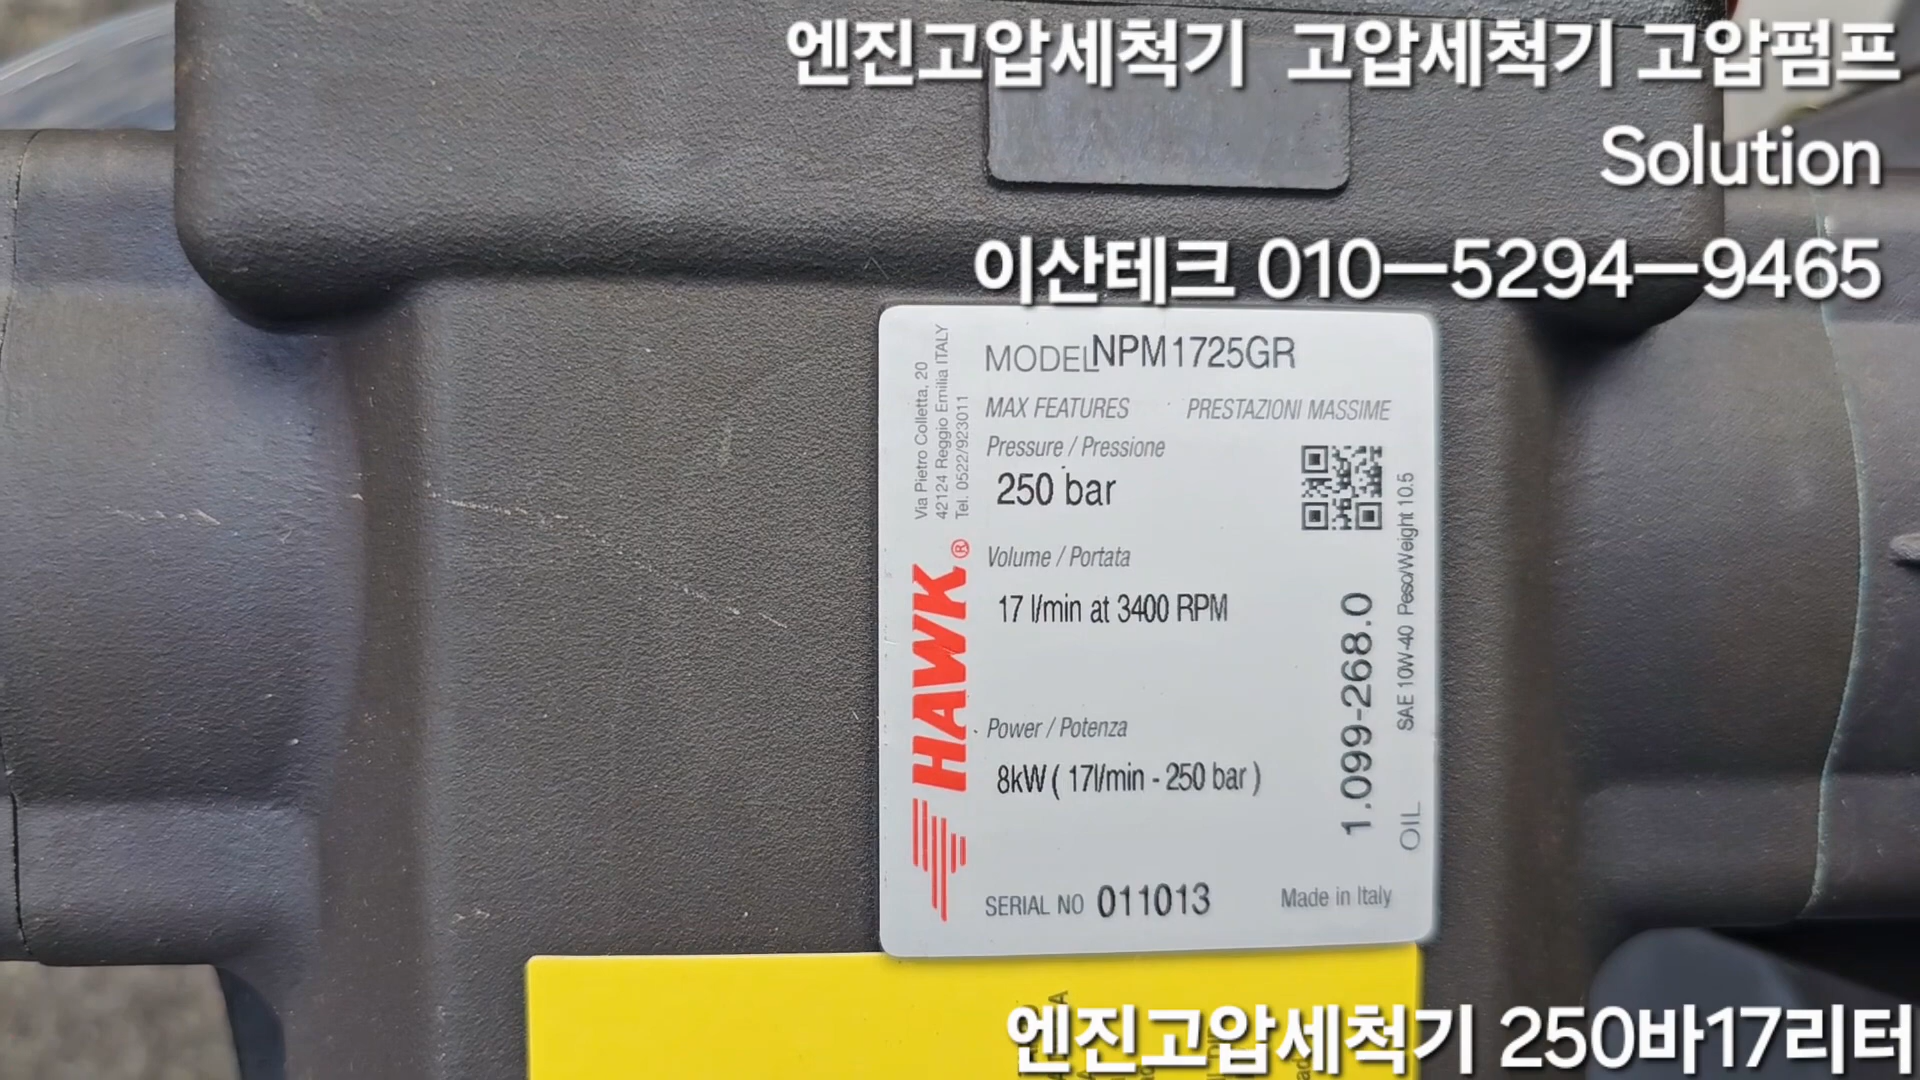 엔진고압세척기 고압세척기 고압펌프
Solution
이산테크 010-5294-9465
MODEL NPM1725GR
MAX FEATURES PRESTAZIONI MASSIME
Pressure / Pressione
250 bar
Volume / Portata
17 l/min at 3400 RPM
Power / Potenza
8kW ( 17l/min - 250 bar )
SERIAL NO 011013 Made in Italy
Via Pietro Colletta, 20
42124 Reggio Emilia ITALY
Tel. 0522/923011
HAWK®
1.099-268.0
OIL SAE 10W-40 Peso/Weight 10.5
엔진고압세척기 250바17리터